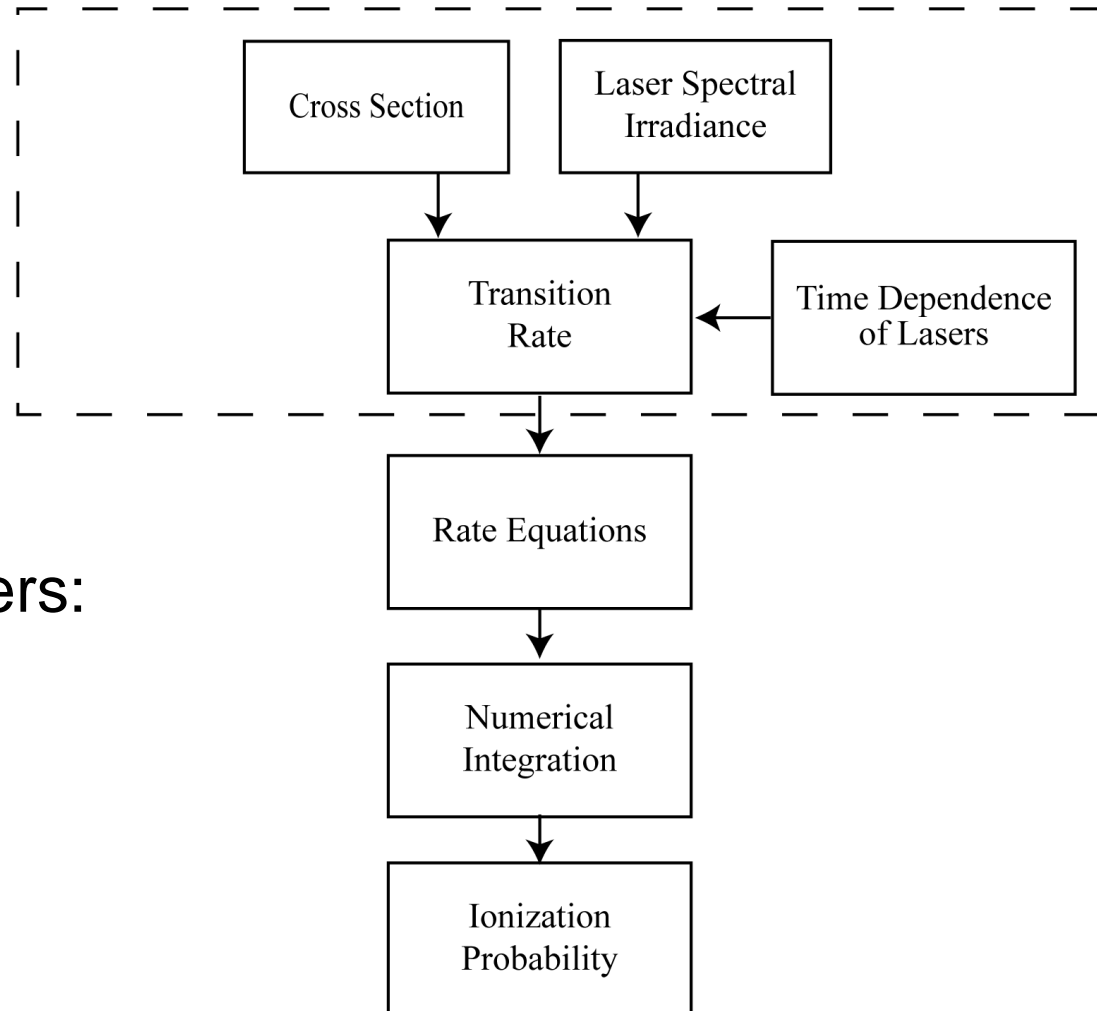 Cross Section
Laser Spectral
Irradiance
Transition
Rate
Time Dependence
of Lasers
Rate Equations
ers:
Numerical
Integration
Ionization
Probability